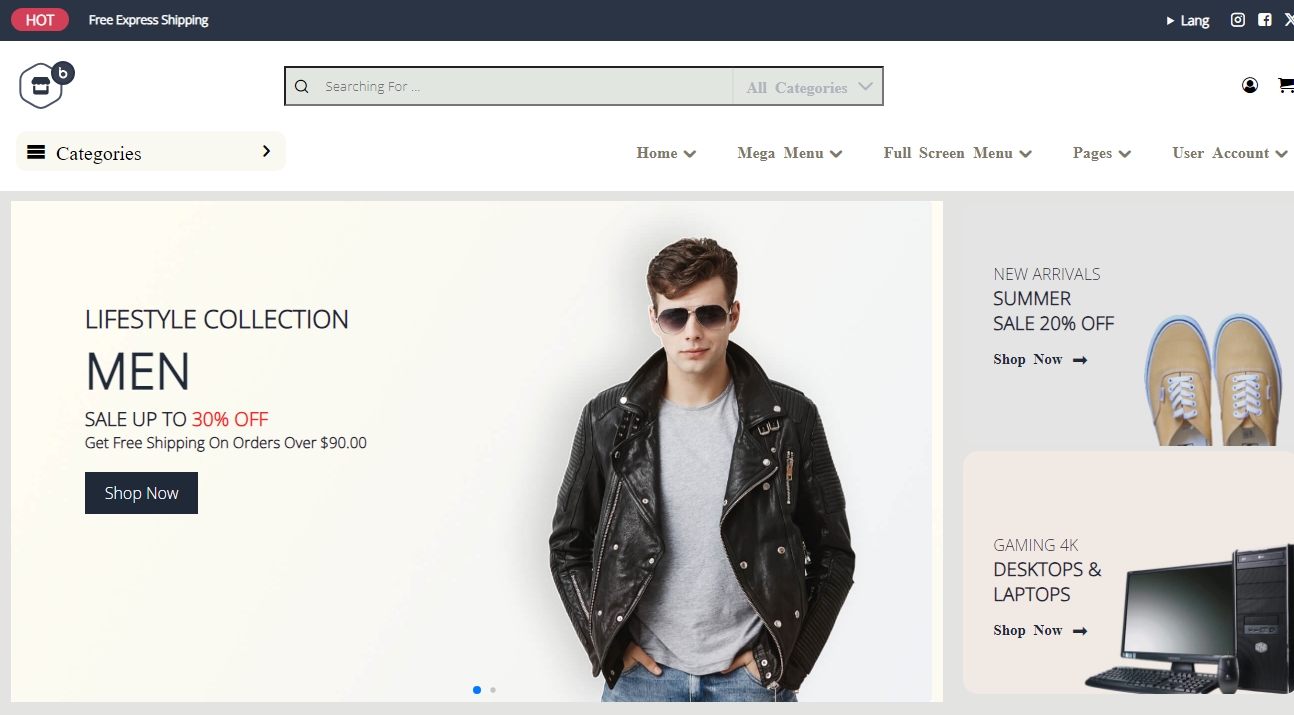 HOT Free Express Shipping Lang
b
Searching For ... All Categories
Categories Home Mega Menu Full Screen Menu Pages User Account
LIFESTYLE COLLECTION
MEN
SALE UP TO 30% OFF
Get Free Shipping On Orders Over $90.00
Shop Now
NEW ARRIVALS
SUMMER
SALE 20% OFF
Shop Now
GAMING 4K
DESKTOPS &
LAPTOPS
Shop Now